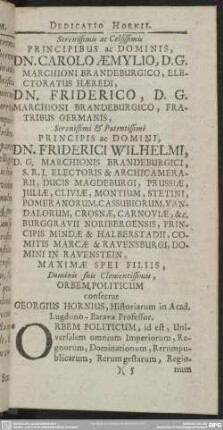 DEDICATIO HORNII.
Serenissimis ac Celsissimis
PRINCIPIBUS ac DOMINIS,
DN. CAROLO ÆMYLIO, D.G.
MARCHIONI BRANDEBURGICO, ELE-
CTORATUS HÆREDI,
DN. FRIDERICO, D. G.
MARCHIONI BRANDEBURGICO, FRA-
TRIBUS GERMANIS,
Serenissimi & Potentissimi
PRINCIPIS ac DOMINI,
DN. FRIDERICI WILHELMI,
D. G. MARCHIONIS BRANDEBURGICI,
S. R. I. ELECTORIS & ARCHICAMERA-
RII, DUCIS MAGDEBURGI, PRUSSIÆ,
JULIÆ, CLIVIÆ, MONTIUM, STETINI,
POMERANORUM, CASSUBIORUM, VAN-
DALORUM, CROSNÆ, CARNOVIÆ, &c.
BURGGRAVII NORIBERGENSIS, PRIN-
CIPIS MINDÆ & HALBERSTADII, CO-
MITIS MARCÆ & RAVENSBURGI, DO-
MINI IN RAVENSTEIN,
MAXIMÆ SPEI FILIIS,
Dominis suis Clementissimis,
ORBEM POLITICUM
consecrat
GEORGIUS HORNIUS, Historiarum in Acad.
Lugduno-Batava Professor.
ORBEM POLITICUM, id est, Uni-
versalem omnium Imperiorum, Re-
gnorum, Dominationum, Rerumpu-
blicarum, Rerum gestarum, Regio-
)( 5 num